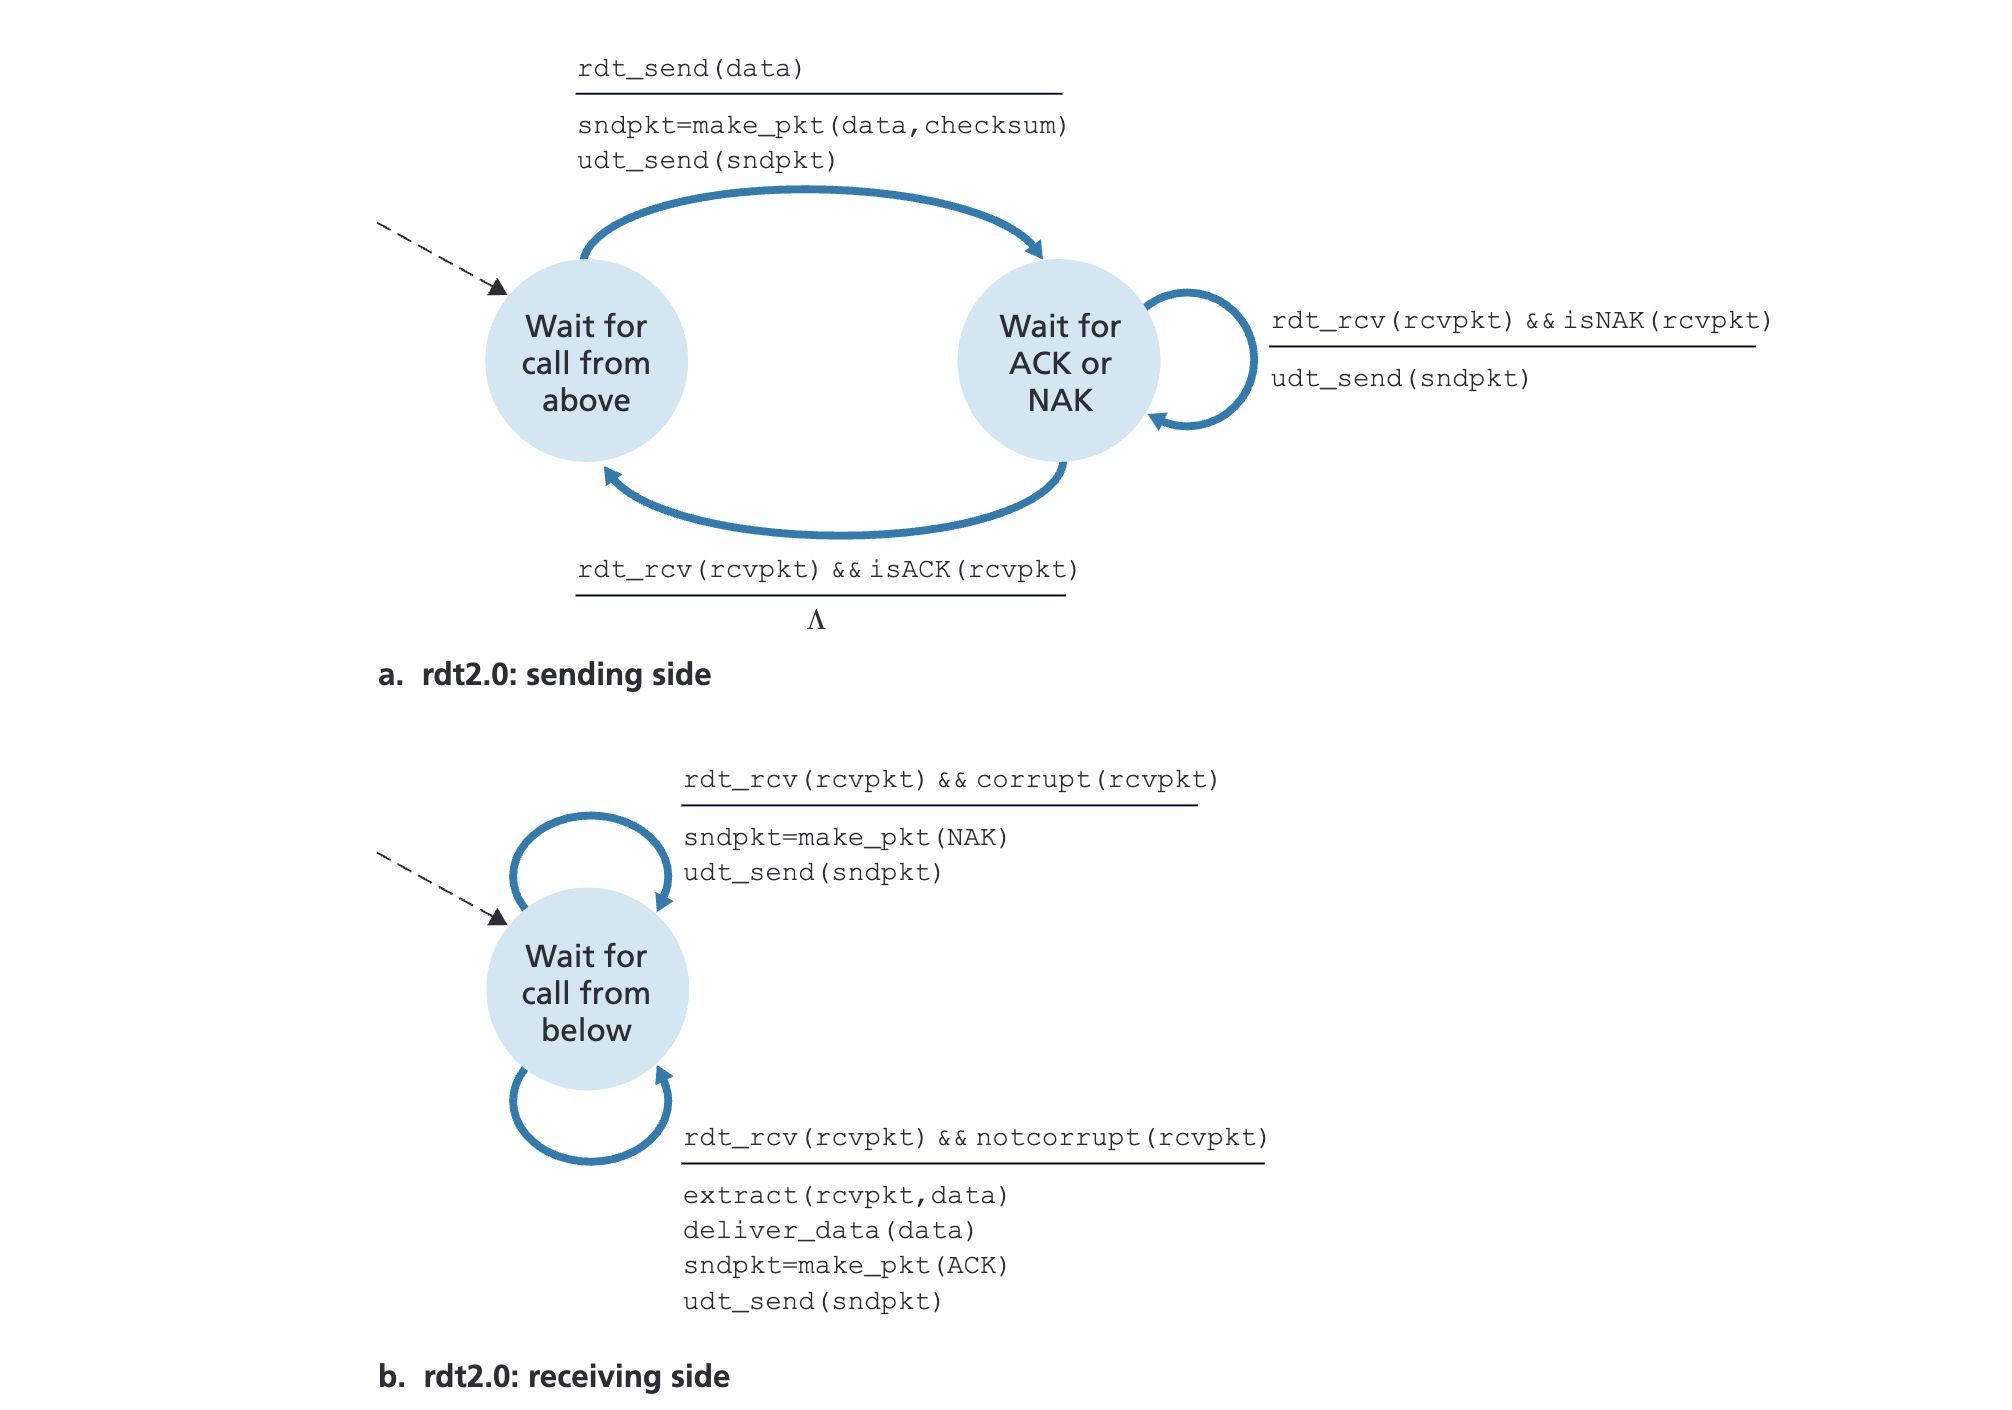 rdt_send(data)
sndpkt=make_pkt(data,checksum)
udt_send(sndpkt)
Wait for
call from
above
Wait for
ACK or
NAK
rdt_rcv(rcvpkt) && isNAK(rcvpkt)
udt_send(sndpkt)
rdt_rcv(rcvpkt) && isACK(rcvpkt)
Λ
a. rdt2.0: sending side
rdt_rcv(rcvpkt) && corrupt(rcvpkt)
sndpkt=make_pkt(NAK)
udt_send(sndpkt)
Wait for
call from
below
rdt_rcv(rcvpkt) && notcorrupt(rcvpkt)
extract(rcvpkt,data)
deliver_data(data)
sndpkt=make_pkt(ACK)
udt_send(sndpkt)
b. rdt2.0: receiving side